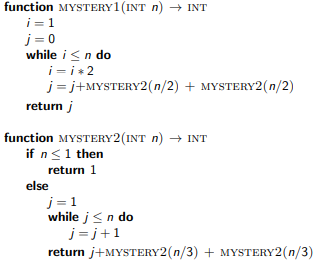 function MYSTERY1(INT n) → INT
i = 1
j = 0
while i ≤ n do
i = i ∗ 2
j = j+MYSTERY2(n/2) + MYSTERY2(n/2)
return j
function MYSTERY2(INT n) → INT
if n ≤ 1 then
return 1
else
j = 1
while j ≤ n do
j = j + 1
return j+MYSTERY2(n/3) + MYSTERY2(n/3)